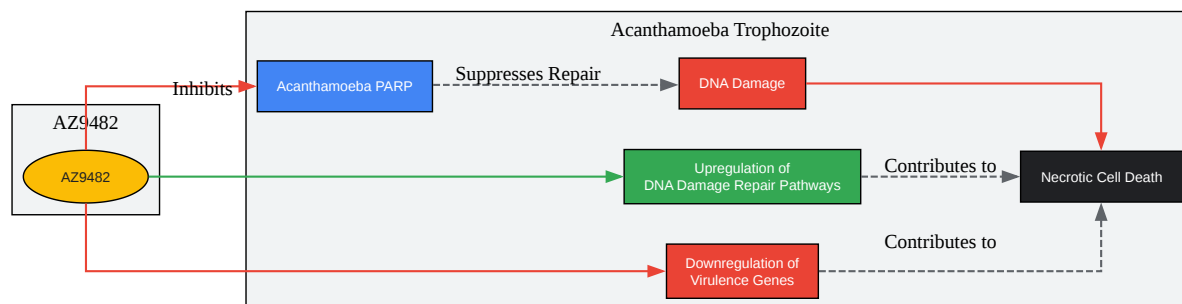 Acanthamoeba Trophozoite
Inhibits
Acanthamoeba PARP
Suppresses Repair
DNA Damage
AZ9482
AZ9482
Upregulation of
DNA Damage Repair Pathways
Contributes to
Necrotic Cell Death
Contributes to
Downregulation of
Virulence Genes